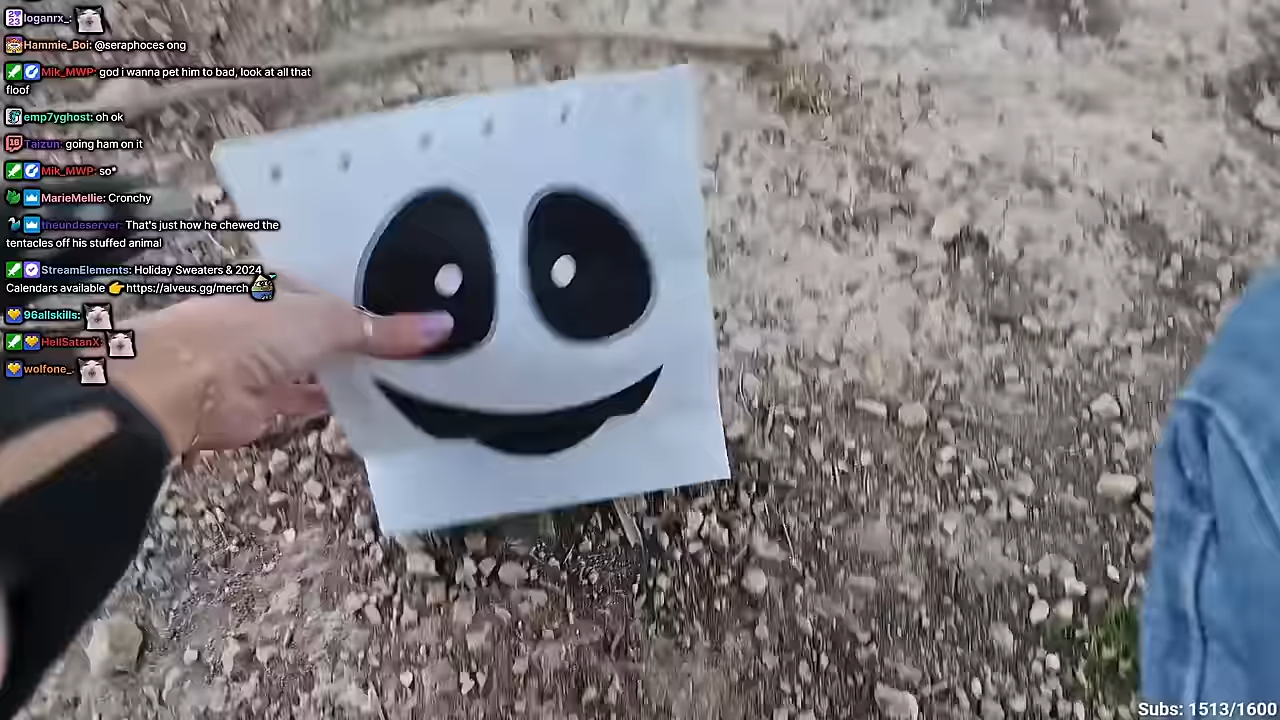 loganrx_:
Hammie_Boi: @seraphoces ong
Mik_MWP: god i wanna pet him to bad, look at all that
floof
emp7yghost: oh ok
Taizun: going ham on it
Mik_MWP: so*
MarieMellie: Cronchy
theundeserver: That's just how he chewed the
tentacles off his stuffed animal
StreamElements: Holiday Sweaters & 2024
Calendars available 👉 https://alveus.gg/merch
96allskills:
HellSatanX:
wolfone_:
Subs: 1513/1600